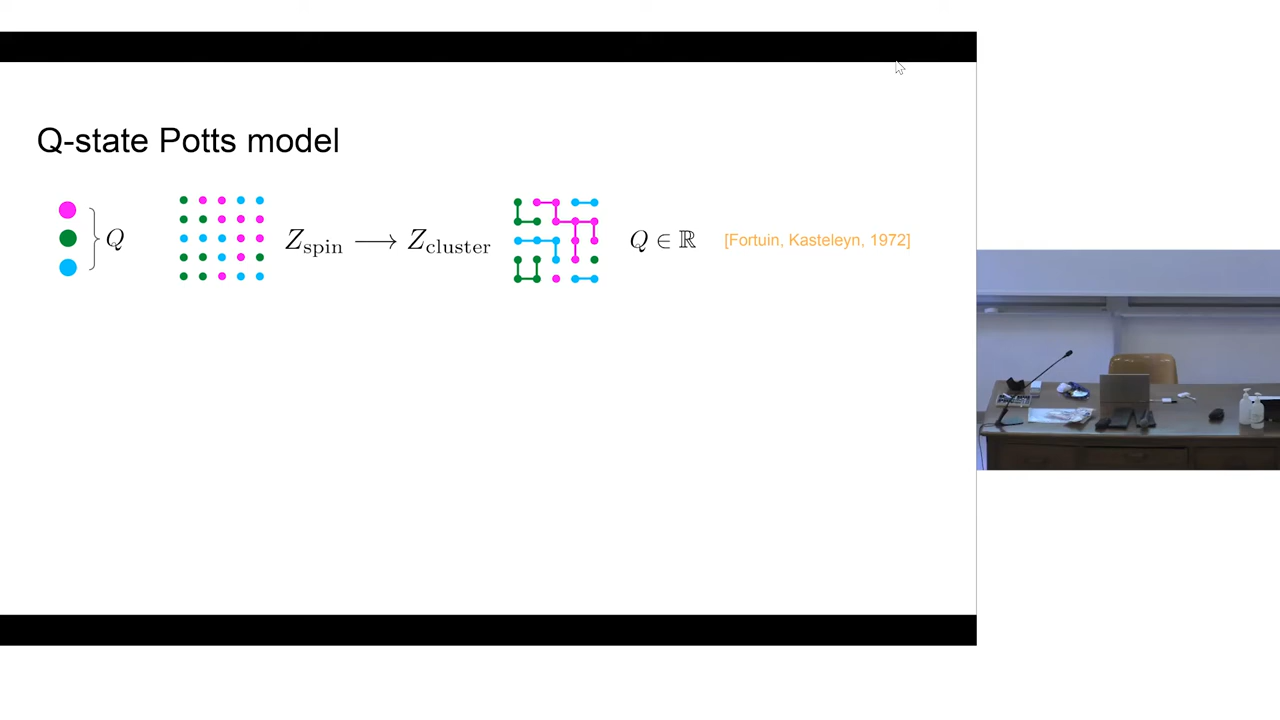 Q-state Potts model
Q Z_spin ⟶ Z_cluster Q ∈ ℝ [Fortuin, Kasteleyn, 1972]